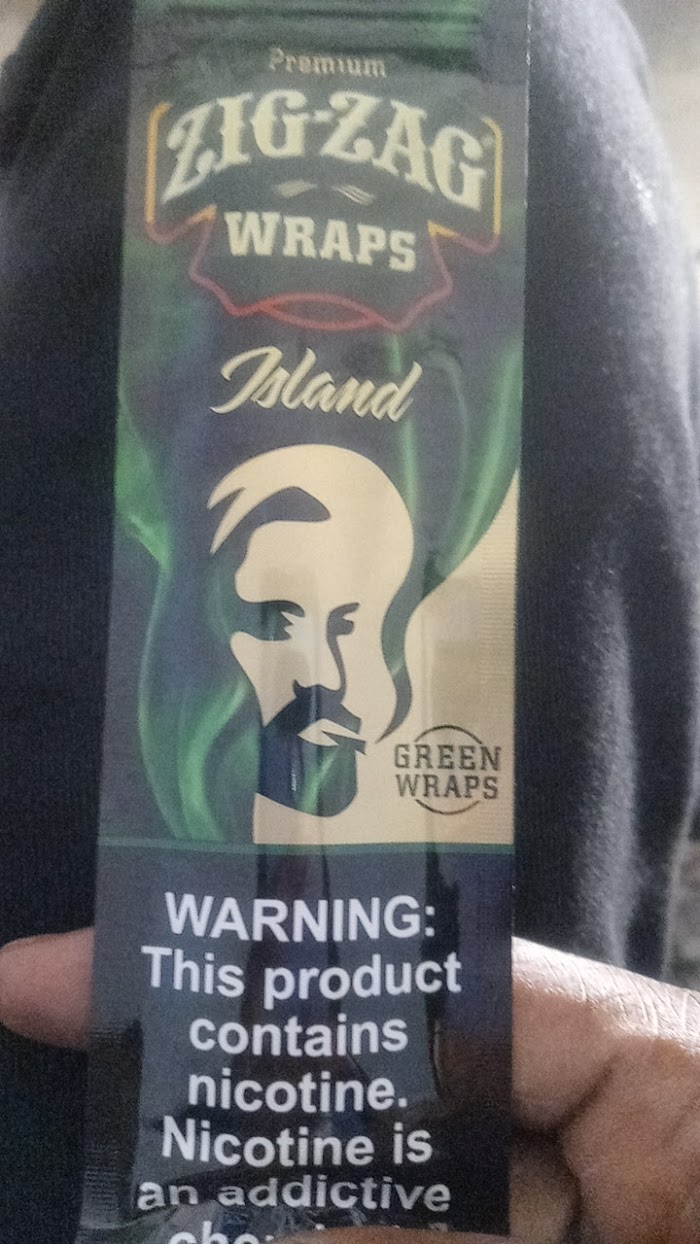 Premium
ZIG-ZAG
WRAPS
Island
GREEN
WRAPS
WARNING:
This product
contains
nicotine.
Nicotine is
an addictive